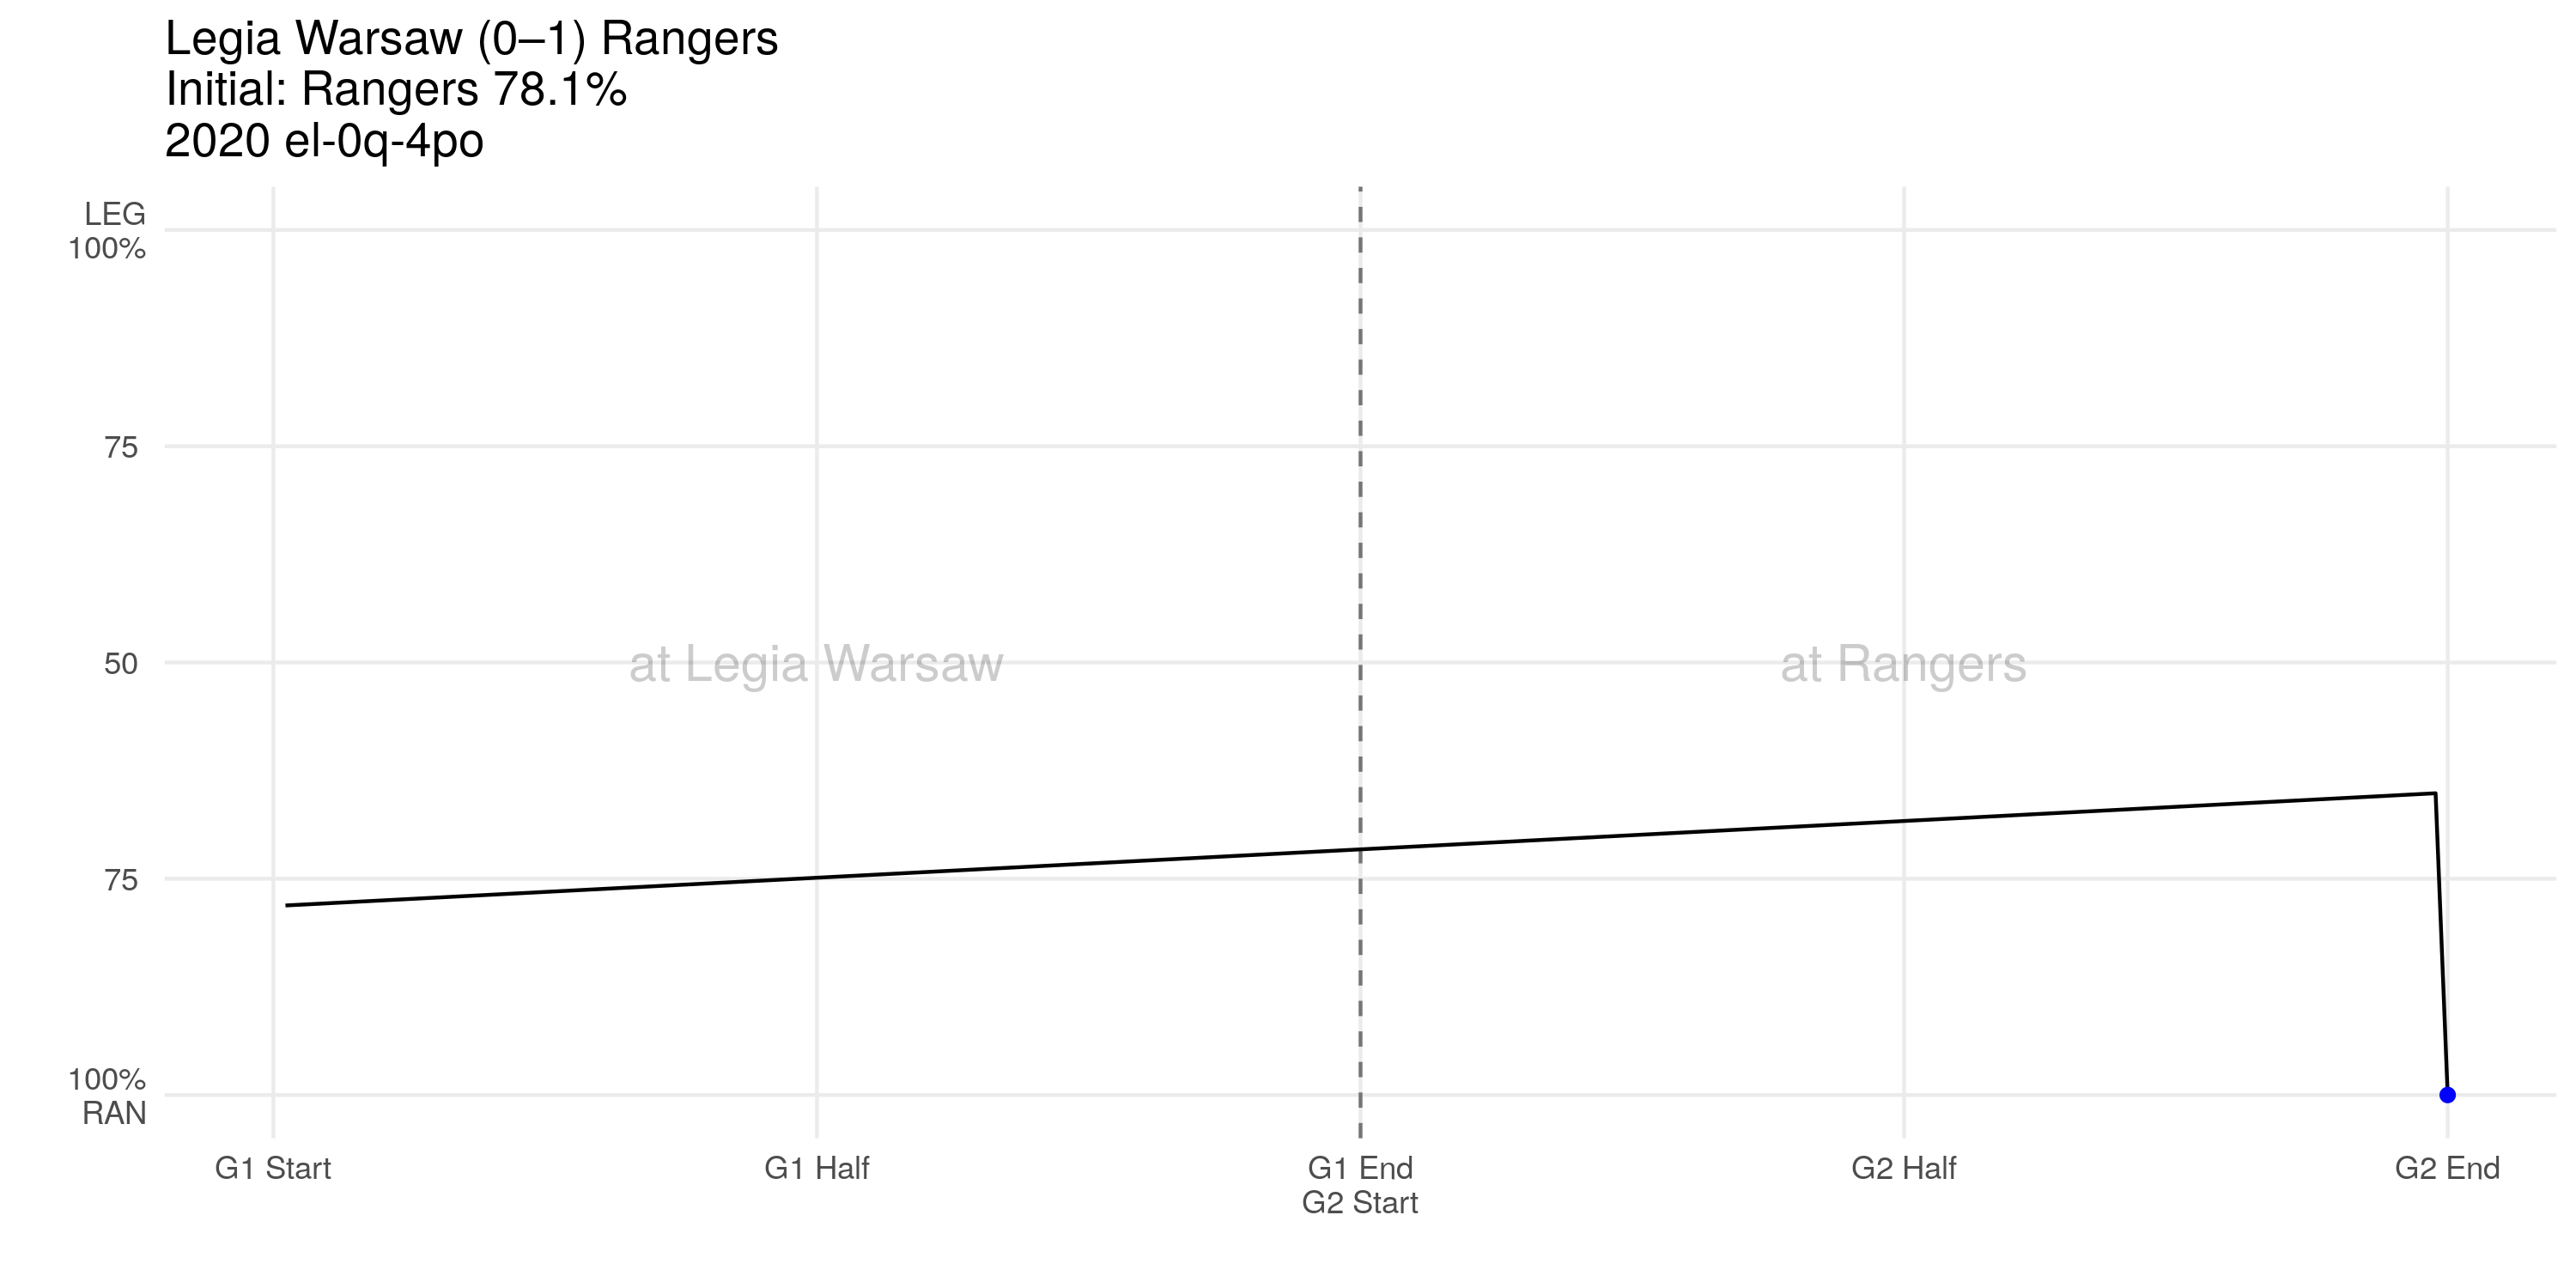 Legia Warsaw (0–1) Rangers
Initial: Rangers 78.1%
2020 el-0q-4po
LEG
100%
75
50
75
100%
RAN
at Legia Warsaw
at Rangers
G1 Start
G1 Half
G1 End
G2 Start
G2 Half
G2 End